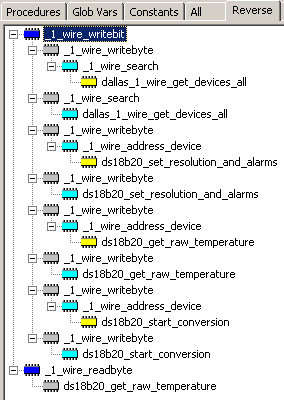 Procedures Glob Vars Constants All Reverse
_1_wire_writebit
_1_wire_writebyte
_1_wire_search
dallas_1_wire_get_devices_all
_1_wire_search
dallas_1_wire_get_devices_all
_1_wire_writebyte
_1_wire_address_device
ds18b20_set_resolution_and_alarms
_1_wire_writebyte
ds18b20_set_resolution_and_alarms
_1_wire_writebyte
_1_wire_address_device
ds18b20_get_raw_temperature
_1_wire_writebyte
ds18b20_get_raw_temperature
_1_wire_writebyte
_1_wire_address_device
ds18b20_start_conversion
_1_wire_writebyte
ds18b20_start_conversion
_1_wire_readbyte
ds18b20_get_raw_temperature